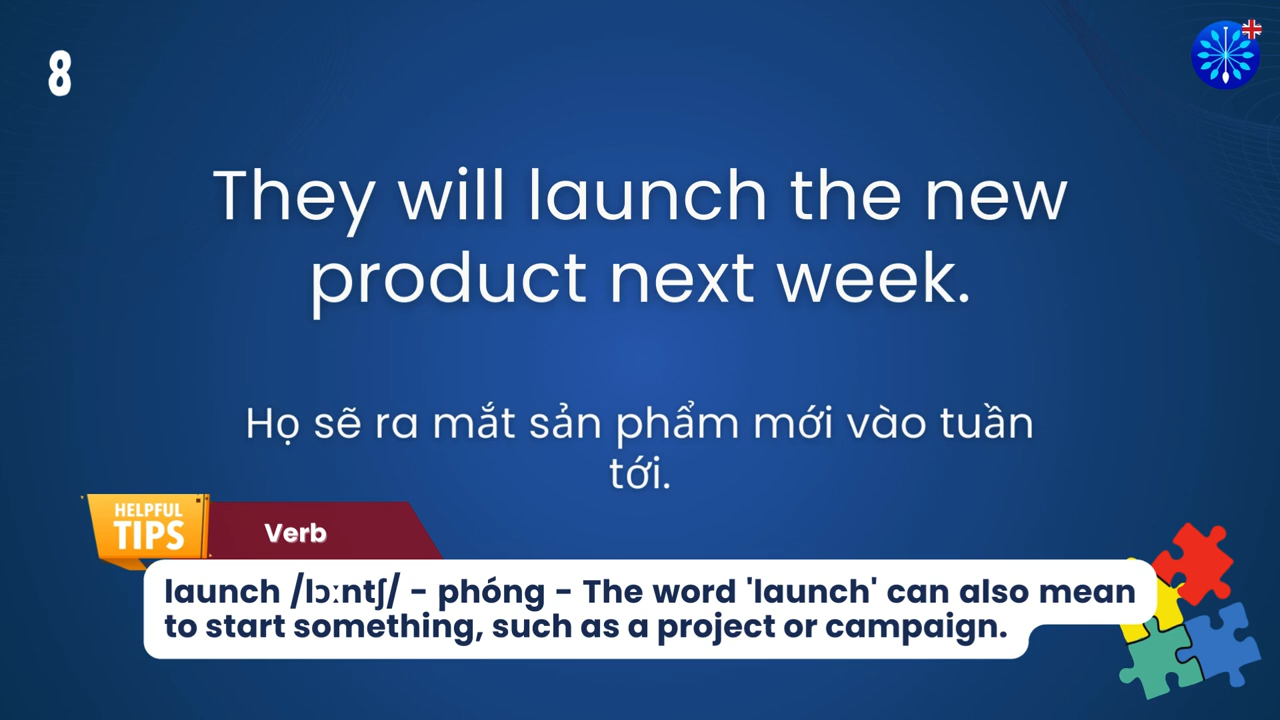 8
They will launch the new
product next week.
Họ sẽ ra mắt sản phẩm mới vào tuần
tới.
HELPFUL
TIPS
Verb
launch /lɔːntʃ/ - phóng - The word 'launch' can also mean
to start something, such as a project or campaign.